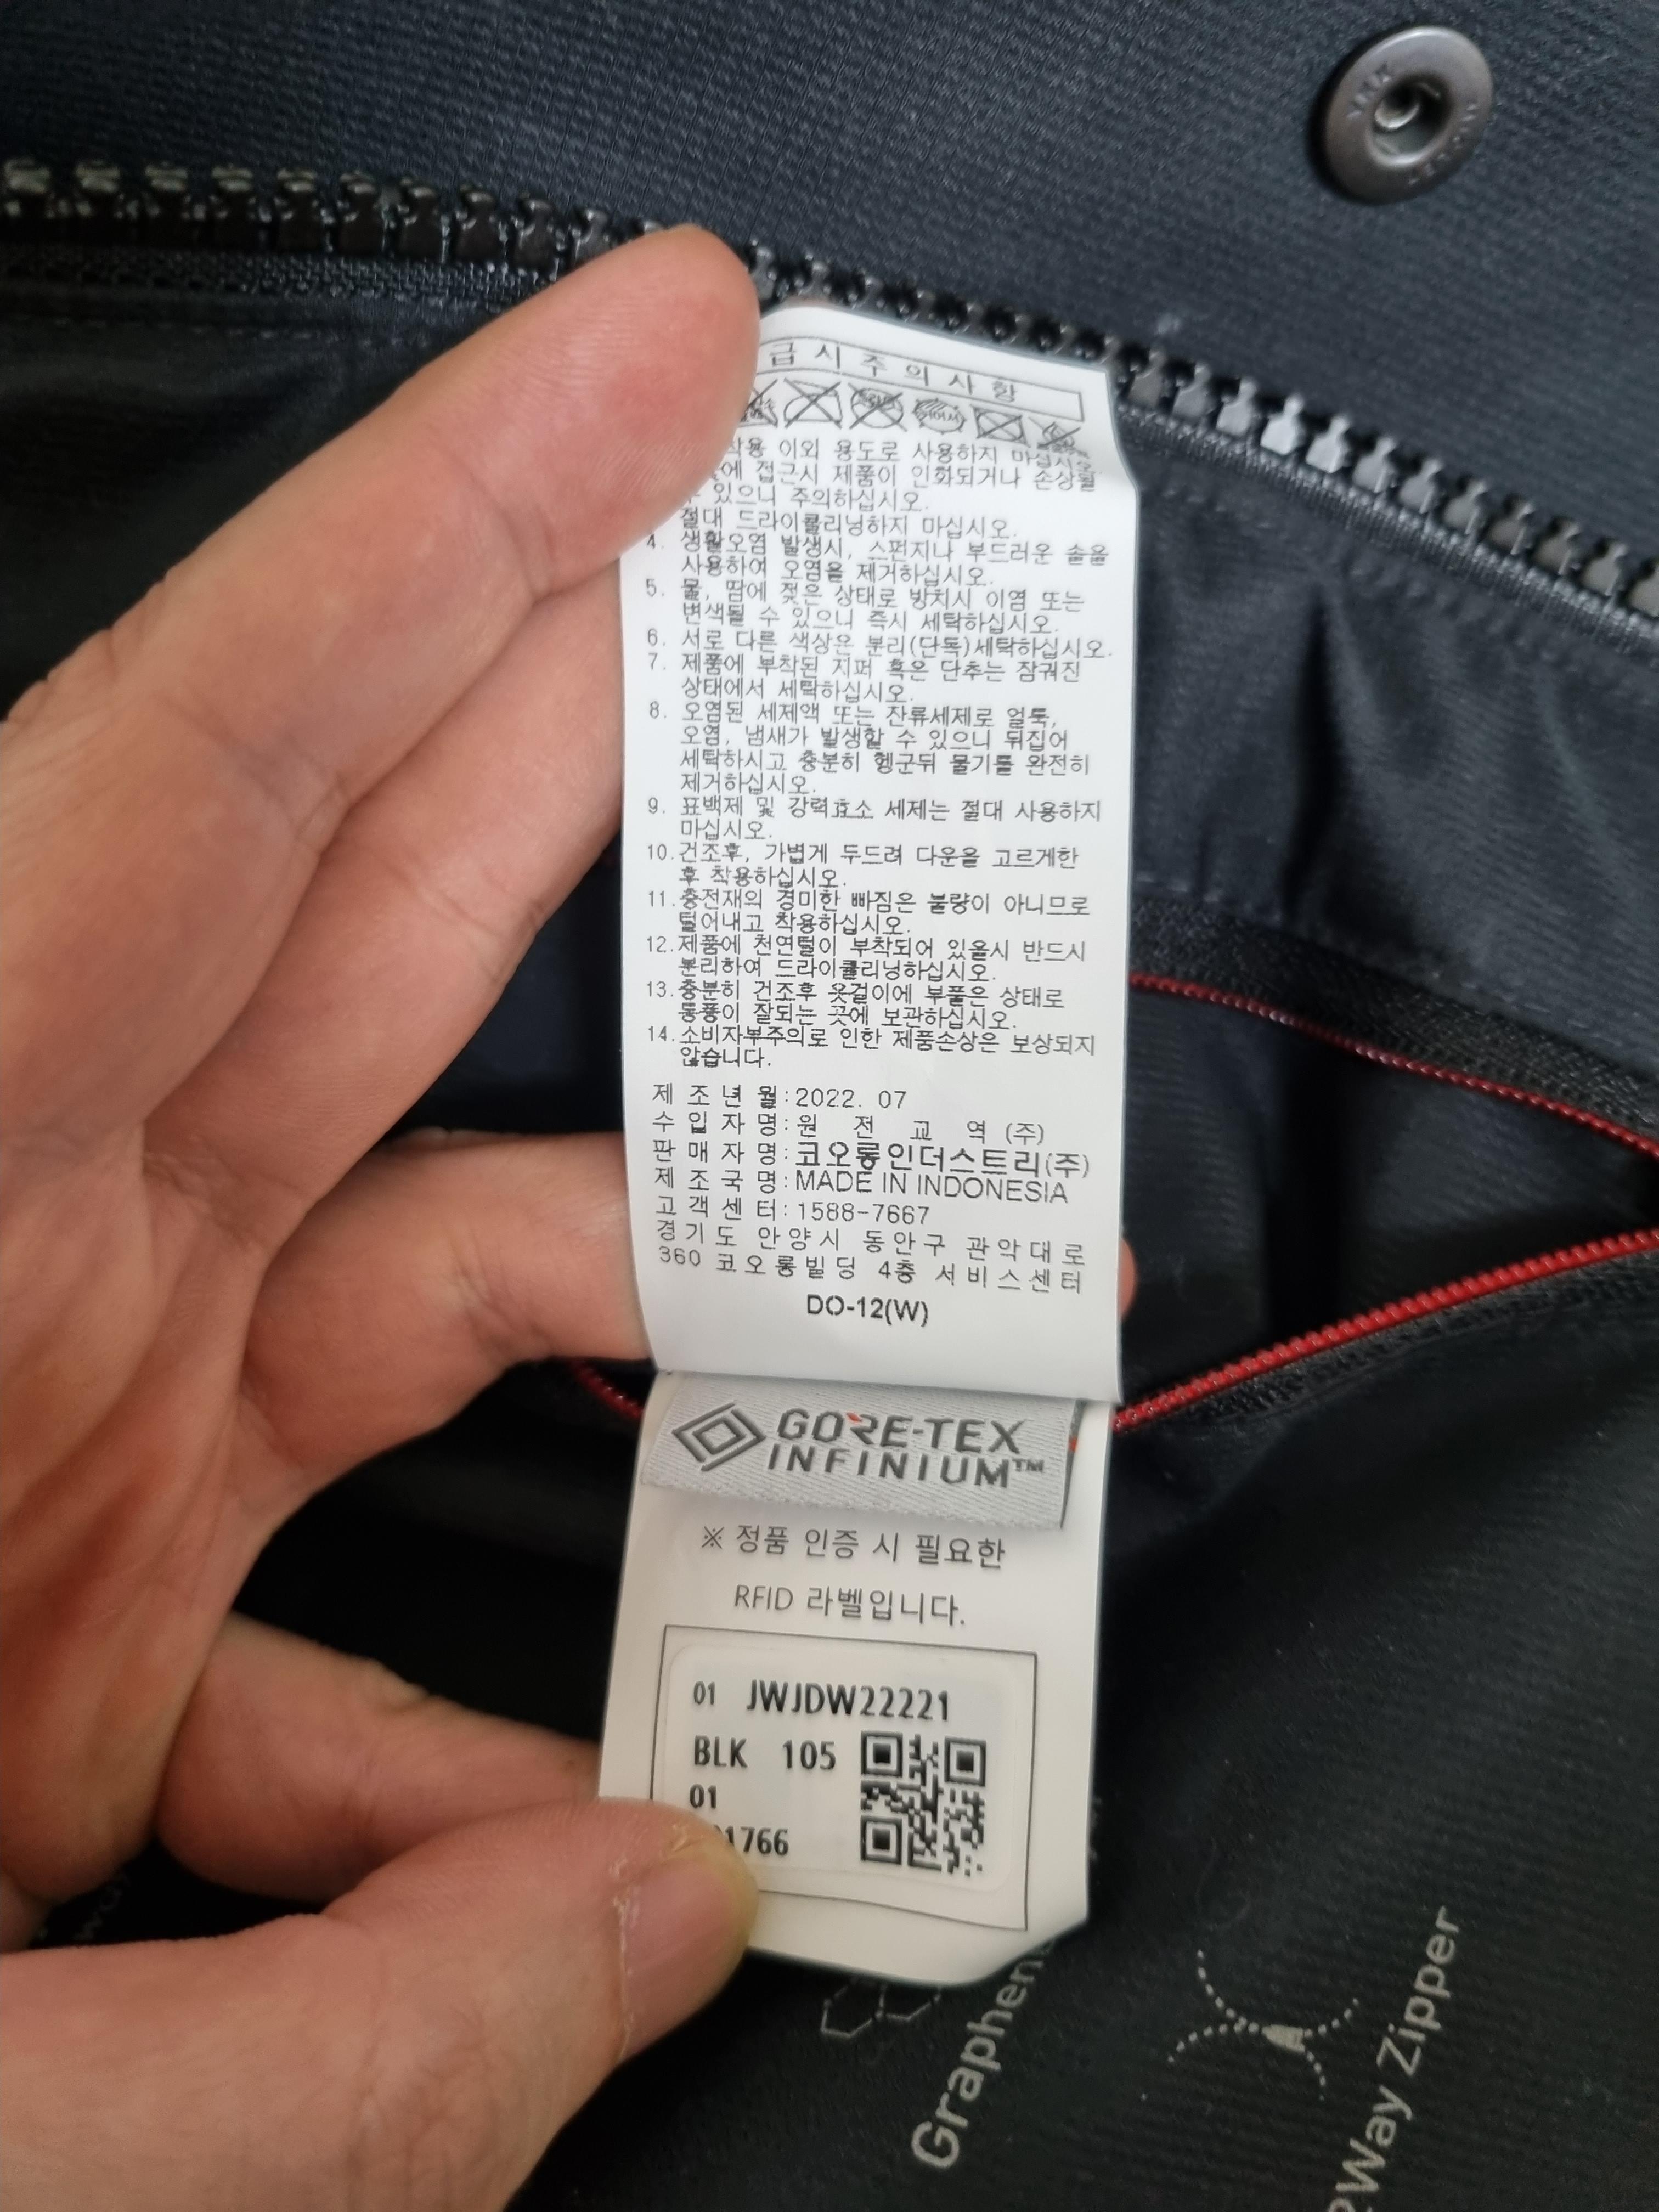 급시주의사항
착용 이외 용도로 사용하지 마십시오
에 접근시 제품이 인화되거나 손상될
수 있으니 주의하십시오.
절대 드라이클리닝하지 마십시오.
4. 생활오염 발생시, 스펀지나 부드러운 솔을
사용하여 오염을 제거하십시오.
5. 물, 땀에 젖은 상태로 방치시 이염 또는
변색될 수 있으니 즉시 세탁하십시오.
6. 서로 다른 색상은 분리(단독)세탁하십시오.
7. 제품에 부착된 지퍼 혹은 단추는 잠궈진
상태에서 세탁하십시오.
8. 오염된 세제액 또는 잔류세제로 얼룩,
오염, 냄새가 발생할 수 있으니 뒤집어
세탁하시고 충분히 헹군뒤 물기를 완전히
제거하십시오.
9. 표백제 및 강력효소 세제는 절대 사용하지
마십시오.
10. 건조후, 가볍게 두드려 다운을 고르게한
후 착용하십시오.
11. 충전재의 경미한 빠짐은 불량이 아니므로
털어내고 착용하십시오.
12. 제품에 천연털이 부착되어 있을시 반드시
분리하여 드라이클리닝하십시오.
13. 충분히 건조후 옷걸이에 부풀은 상태로
통풍이 잘되는 곳에 보관하십시오.
14. 소비자부주의로 인한 제품손상은 보상되지
않습니다.
제조년월: 2022. 07
수입자명: 원 전 교 역 (주)
판매자명: 코오롱인더스트리(주)
제조국명: MADE IN INDONESIA
고객센터: 1588-7667
경기도 안양시 동안구 관악대로
360 코오롱빌딩 4층 서비스센터
DO-12(W)
GORE-TEX
INFINIUM™
※ 정품 인증 시 필요한
RFID 라벨입니다.
01 JWJDW22221
BLK 105
01
1766
Graphen
2Way Zipper